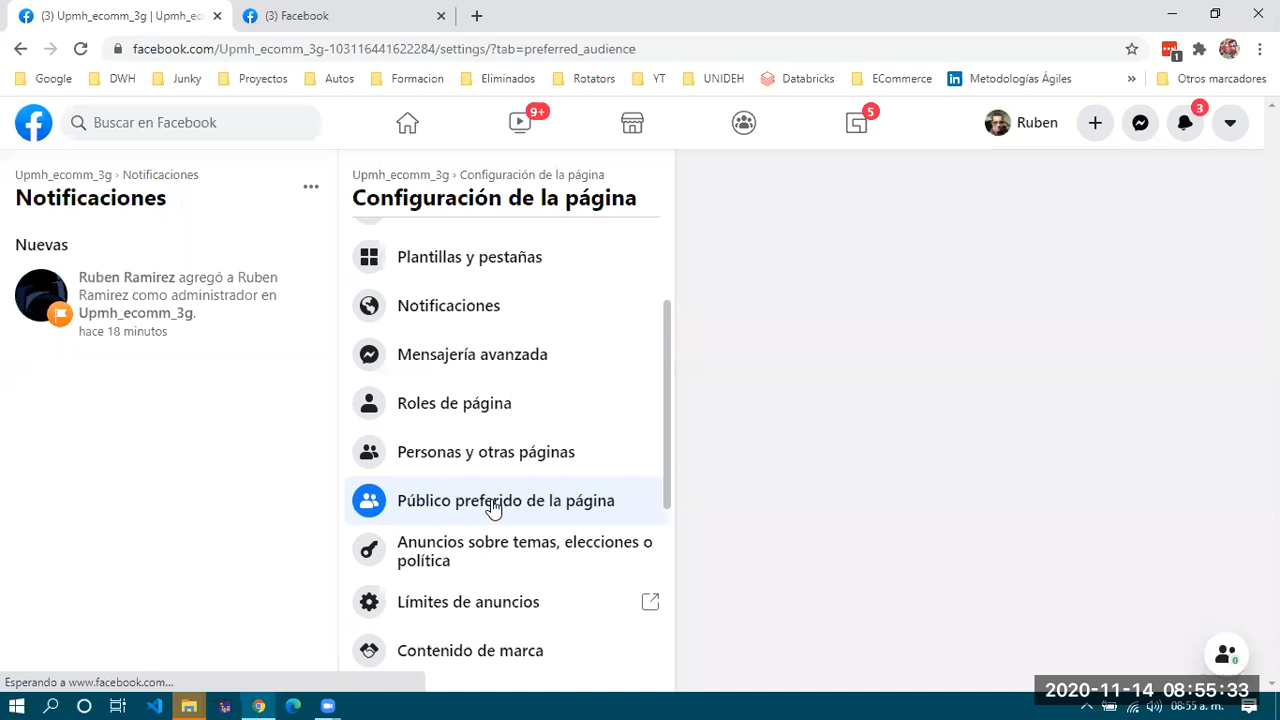 (3) Upmh_ecomm_3g | Upmh_ec
(3) Facebook
facebook.com/Upmh_ecomm_3g-103116441622284/settings/?tab=preferred_audience
1
Google
DWH
Junky
Proyectos
Autos
Formacion
Eliminados
Rotators
YT
UNIDEH
Databricks
ECommerce
Metodologías Ágiles
»
Otros marcadores
Buscar en Facebook
9+
5
Ruben
3
Upmh_ecomm_3g › Notificaciones
Notificaciones
Nuevas
Ruben Ramirez agregó a Ruben
Ramirez como administrador en
Upmh_ecomm_3g.
hace 18 minutos
Upmh_ecomm_3g › Configuración de la página
Configuración de la página
Plantillas y pestañas
Notificaciones
Mensajería avanzada
Roles de página
Personas y otras páginas
Público preferido de la página
Anuncios sobre temas, elecciones o
política
Límites de anuncios
Contenido de marca
0
Esperando a www.facebook.com...
2020-11-14 08:55:33
08:55 a. m.